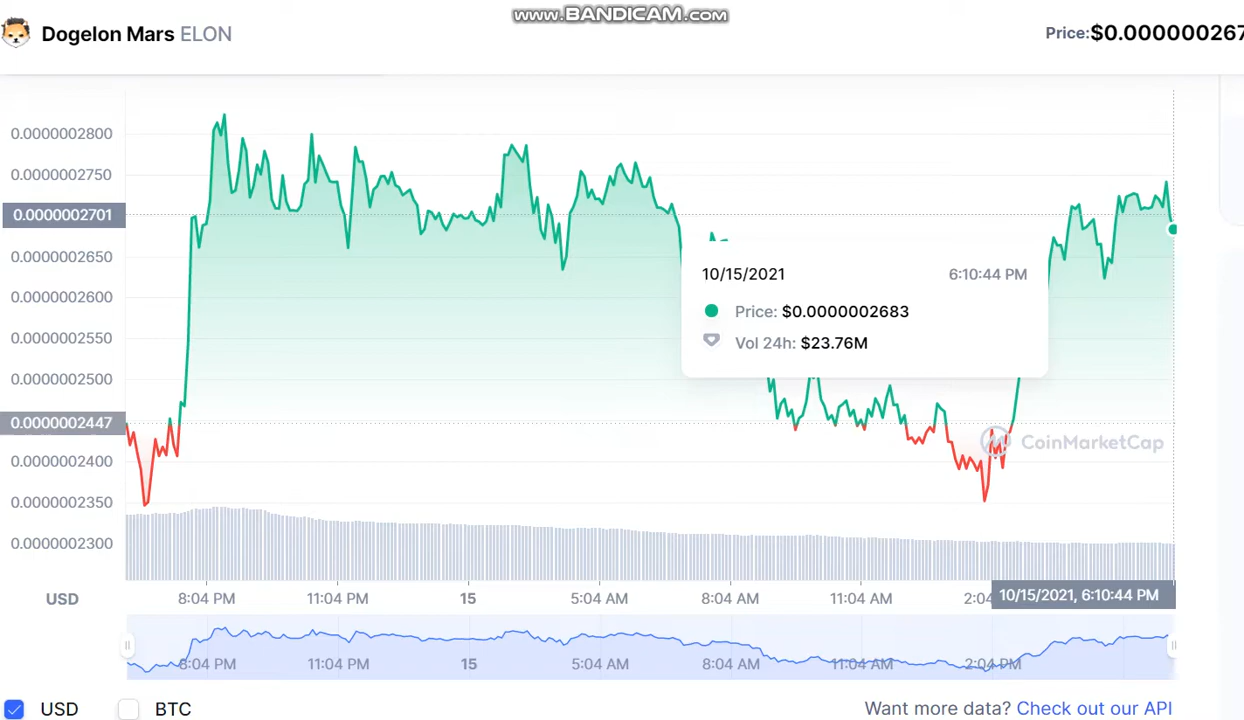 www.BANDICAM.com
Dogelon Mars ELON
Price:$0.000000267
0.0000002800
0.0000002750
0.0000002701
0.0000002650
0.0000002600
0.0000002550
0.0000002500
0.0000002447
0.0000002400
0.0000002350
0.0000002300
10/15/2021 6:10:44 PM
Price: $0.0000002683
Vol 24h: $23.76M
CoinMarketCap
USD
8:04 PM 11:04 PM 15 5:04 AM 8:04 AM 11:04 AM 2:04 10/15/2021, 6:10:44 PM
8:04 PM 11:04 PM 15 5:04 AM 8:04 AM 11:04 AM 2:04 PM
USD BTC
Want more data? Check out our API